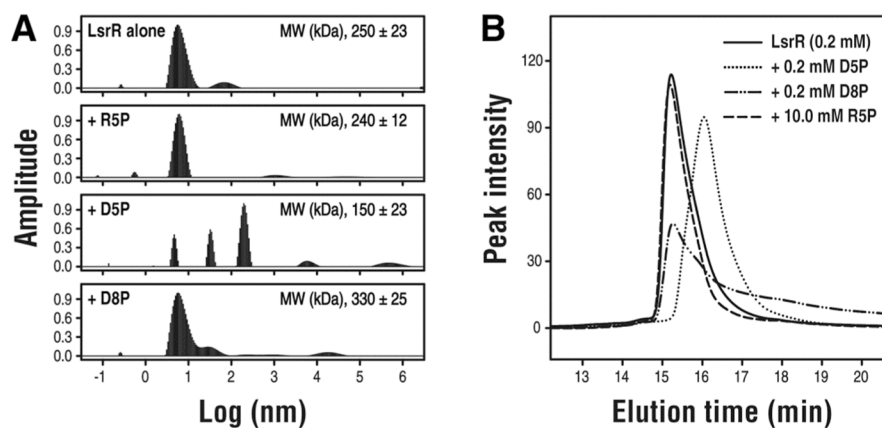 A
LsrR alone MW (kDa), 250 ± 23
0.9
0.6
0.3
0.0
+ R5P MW (kDa), 240 ± 12
0.9
0.6
0.3
0.0
+ D5P MW (kDa), 150 ± 23
0.9
0.6
0.3
0.0
+ D8P MW (kDa), 330 ± 25
0.9
0.6
0.3
0.0
Amplitude
-1 0 1 2 3 4 5 6
Log (nm)
B
LsrR (0.2 mM)
+ 0.2 mM D5P
+ 0.2 mM D8P
+ 10.0 mM R5P
120
90
60
30
0
Peak intensity
13 14 15 16 17 18 19 20
Elution time (min)